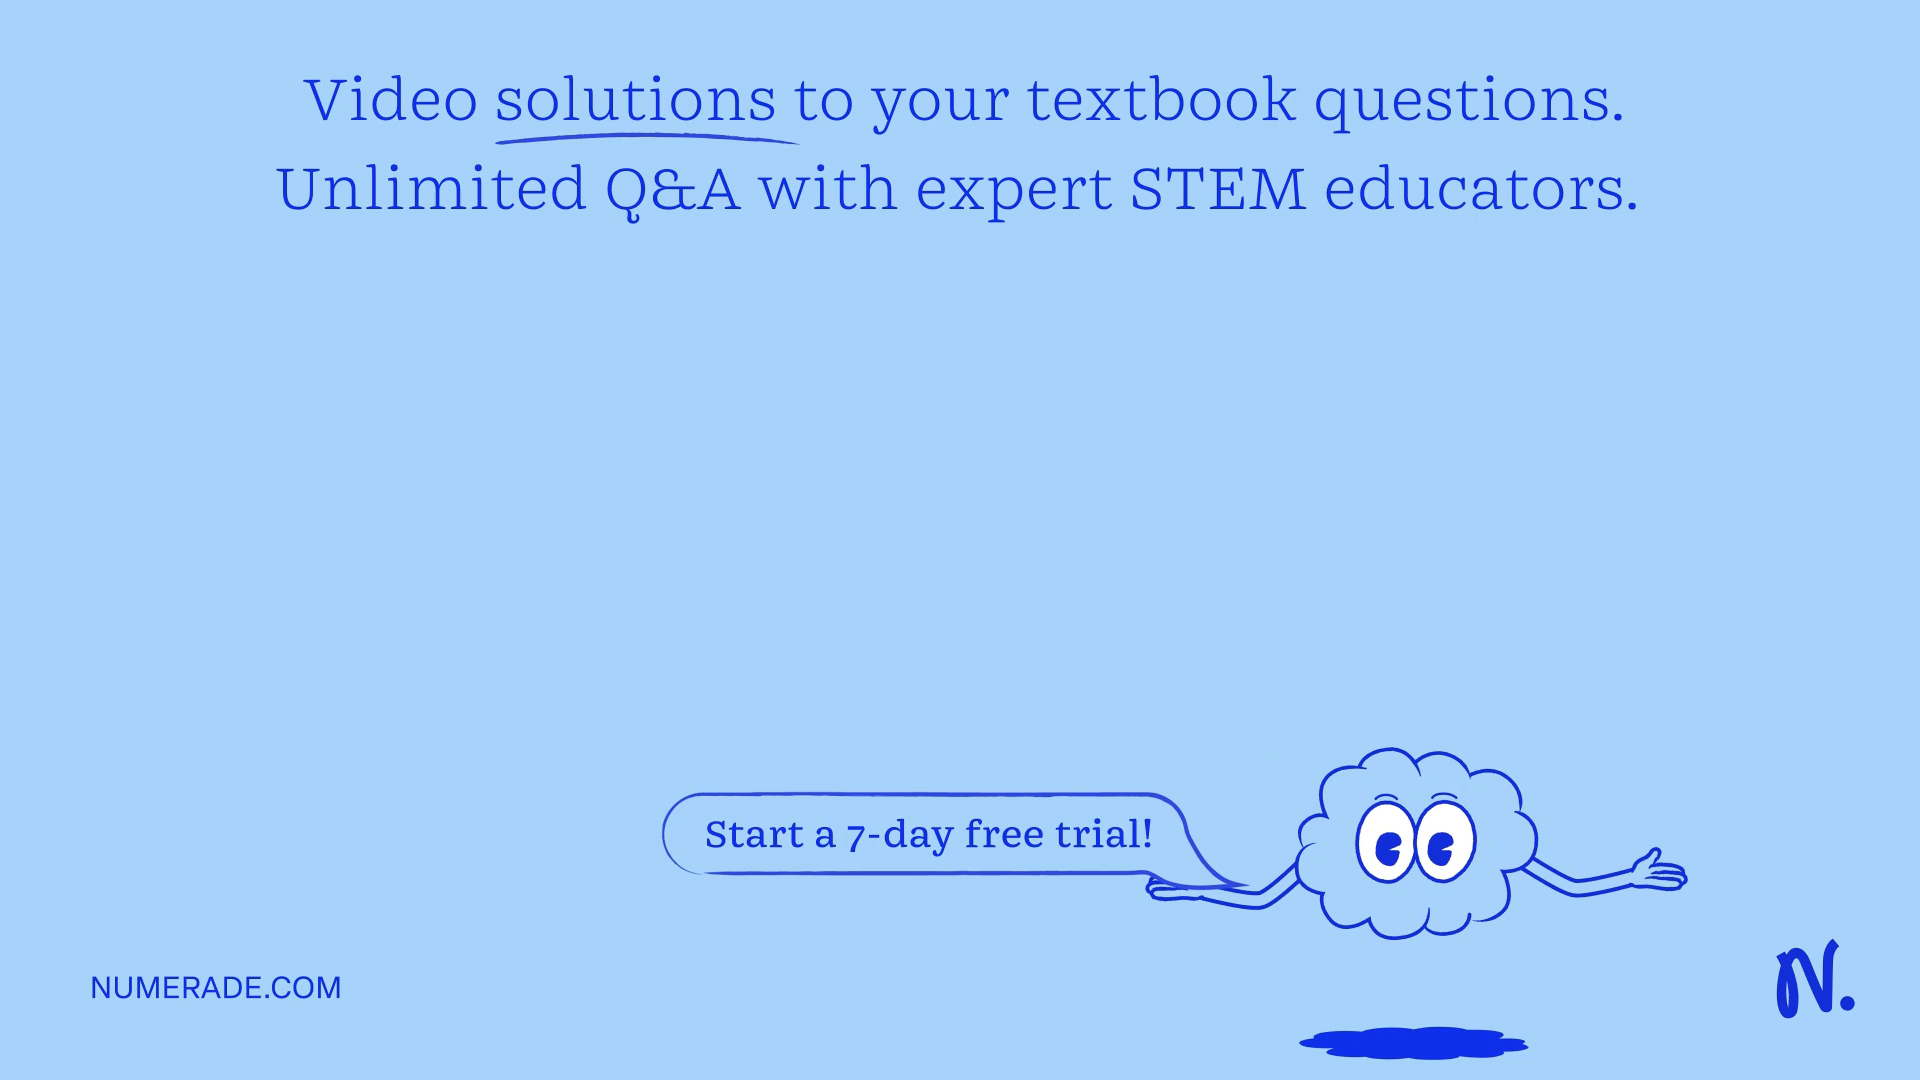 Video solutions to your textbook questions.
Unlimited Q&A with expert STEM educators.
Start a 7-day free trial!
NUMERADE.COM
N.